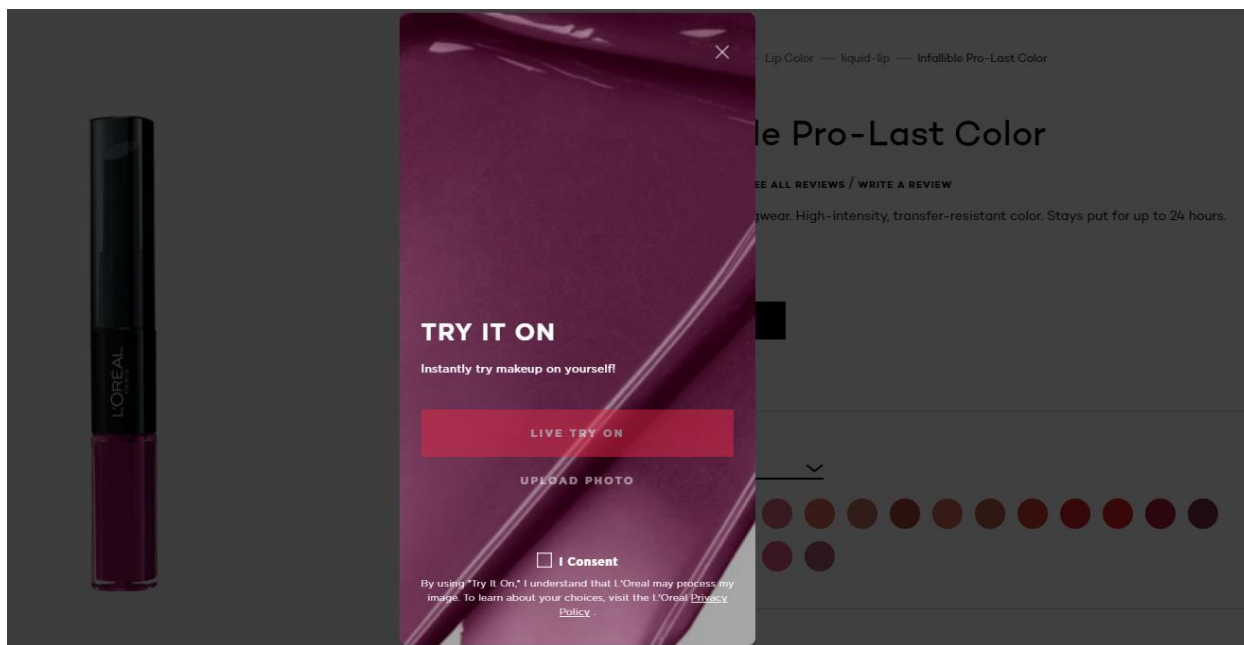 Lip Color — liquid-lip — Infallible Pro-Last Color
le Pro-Last Color
EE ALL REVIEWS / WRITE A REVIEW
gwear. High-intensity, transfer-resistant color. Stays put for up to 24 hours.
L'ORÉAL
PARIS
TRY IT ON
Instantly try makeup on yourself!
LIVE TRY ON
UPLOAD PHOTO
I Consent
By using "Try It On," I understand that L'Oreal may process my
image. To learn about your choices, visit the L'Oreal Privacy
Policy .